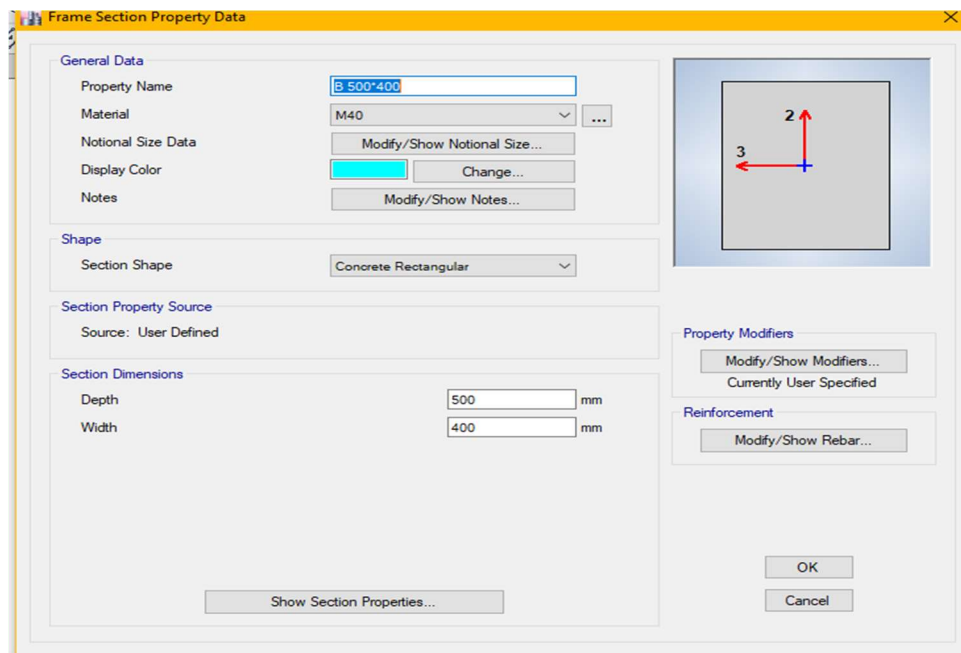 Frame Section Property Data
General Data
Property Name
B 500*400
Material
M40
...
Notional Size Data
Modify/Show Notional Size...
Display Color
Change...
Notes
Modify/Show Notes...
Shape
Section Shape
Concrete Rectangular
Section Property Source
Source: User Defined
Section Dimensions
Depth
500
mm
Width
400
mm
Show Section Properties...
2
3
Property Modifiers
Modify/Show Modifiers...
Currently User Specified
Reinforcement
Modify/Show Rebar...
OK
Cancel